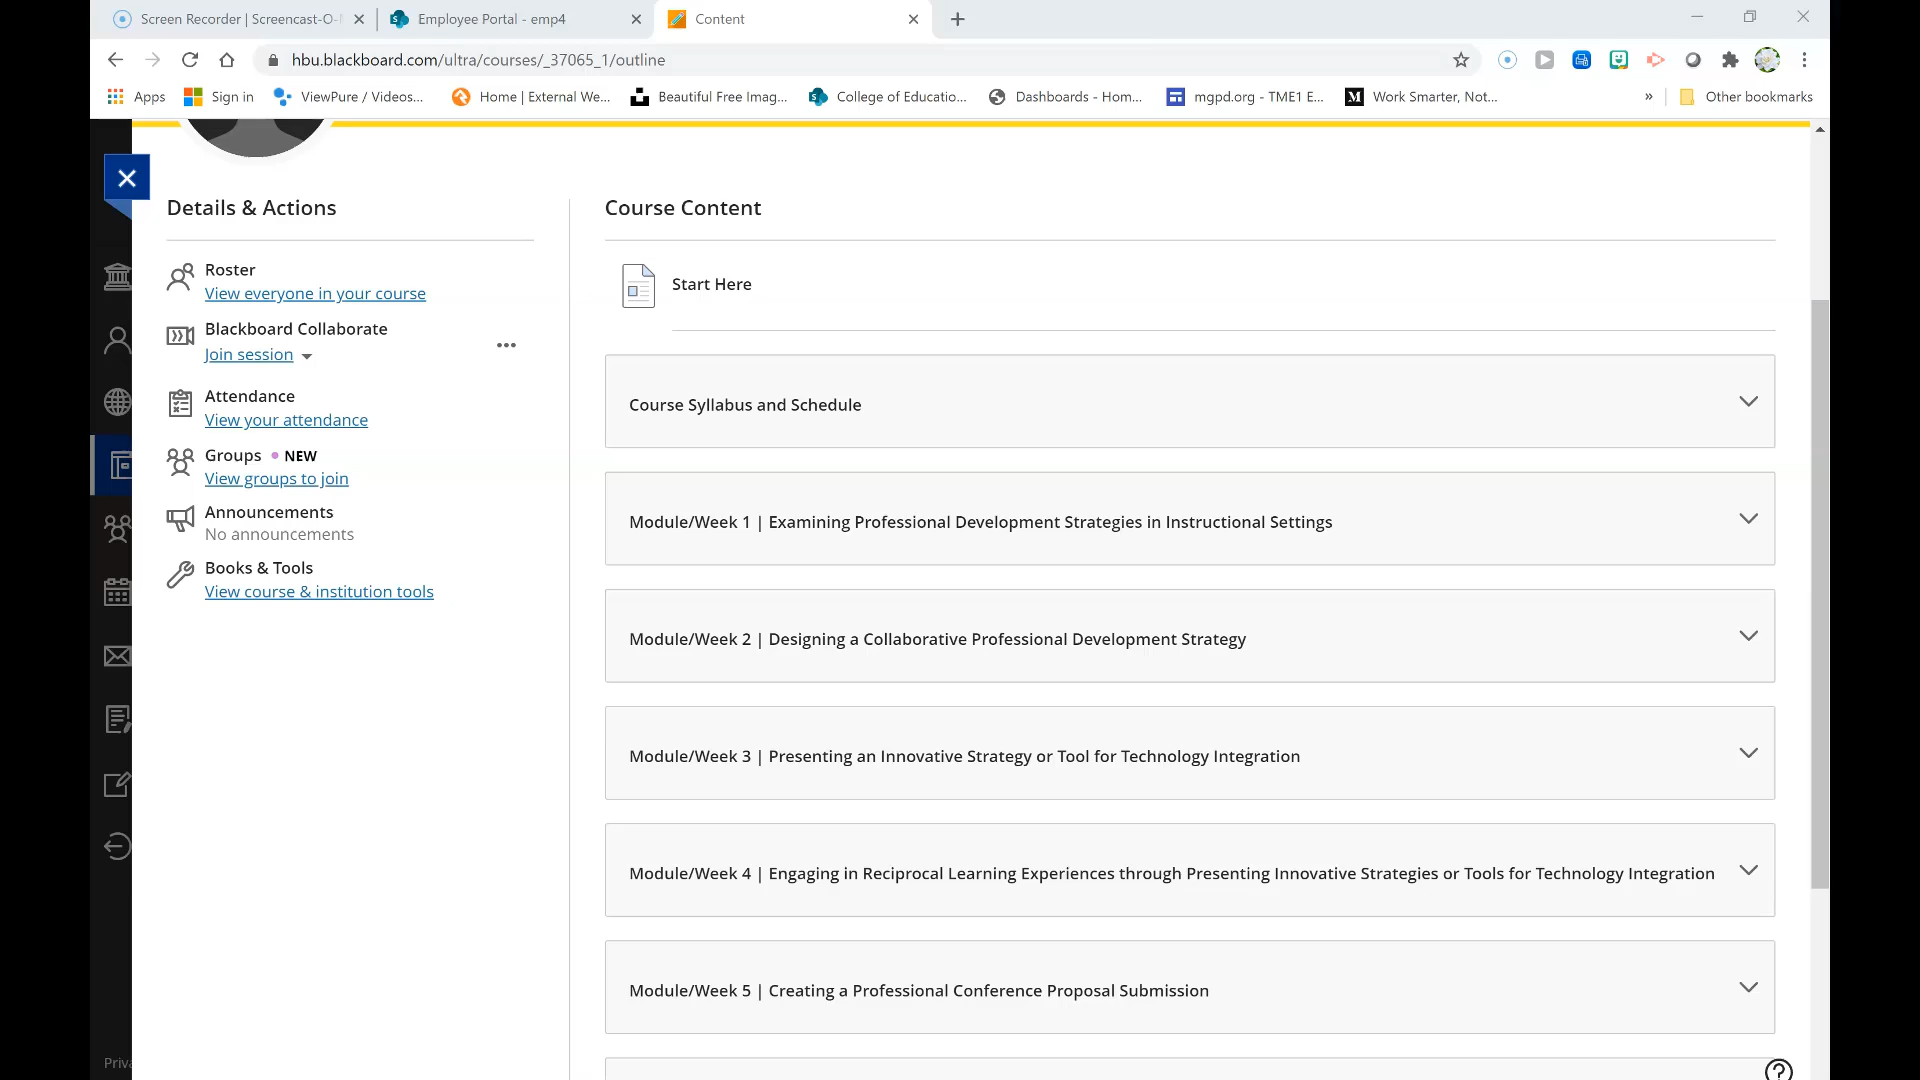 Screen Recorder | Screencast-O-
Employee Portal - emp4
Content
hbu.blackboard.com/ultra/courses/_37065_1/outline
Apps
Sign in
ViewPure / Videos...
Home | External We...
Beautiful Free Imag...
College of Educatio...
Dashboards - Hom...
mgpd.org - TME1 E...
M Work Smarter, Not...
» Other bookmarks
Details & Actions
Roster
View everyone in your course
Blackboard Collaborate
Join session
Attendance
View your attendance
Groups • NEW
View groups to join
Announcements
No announcements
Books & Tools
View course & institution tools
Priva
Course Content
Start Here
Course Syllabus and Schedule
Module/Week 1 | Examining Professional Development Strategies in Instructional Settings
Module/Week 2 | Designing a Collaborative Professional Development Strategy
Module/Week 3 | Presenting an Innovative Strategy or Tool for Technology Integration
Module/Week 4 | Engaging in Reciprocal Learning Experiences through Presenting Innovative Strategies or Tools for Technology Integration
Module/Week 5 | Creating a Professional Conference Proposal Submission
?